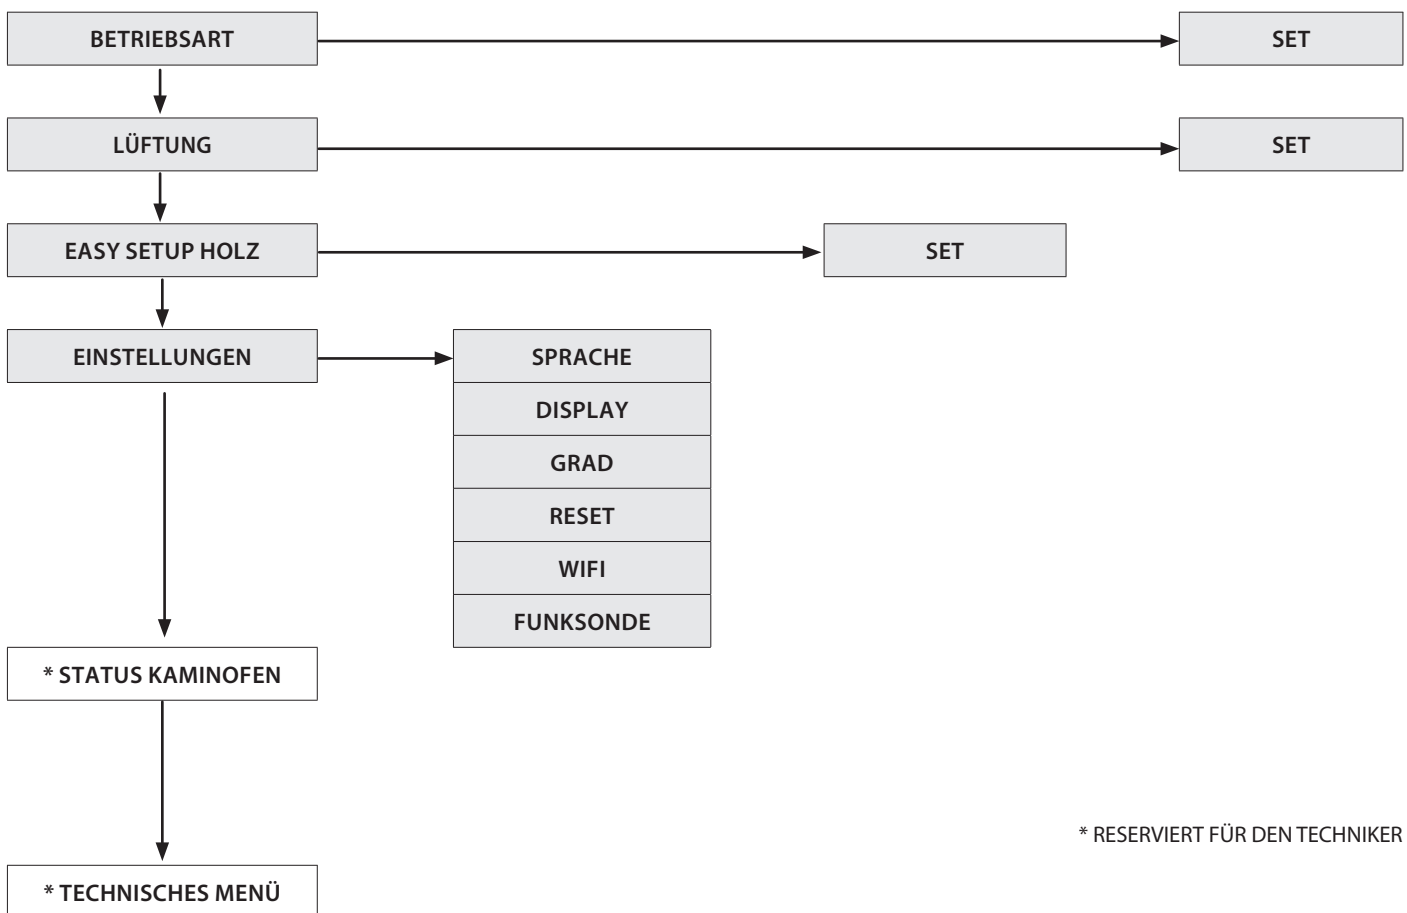 BETRIEBSART
SET
LÜFTUNG
SET
EASY SETUP HOLZ
SET
EINSTELLUNGEN
SPRACHE
DISPLAY
GRAD
RESET
WIFI
FUNKSONDE
* STATUS KAMINOFEN
* RESERVIERT FÜR DEN TECHNIKER
* TECHNISCHES MENÜ